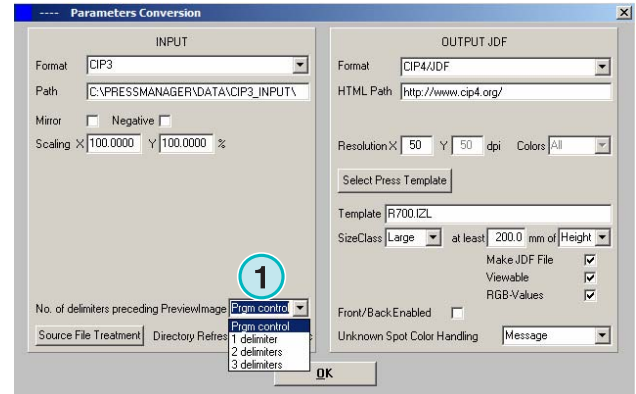 ---- Parameters Conversion
INPUT
Format CIP3
Path C:\PRESSMANAGER\DATA\CIP3_INPUT\
Mirror Negative
Scaling X 100.0000 Y 100.0000 %
1
No. of delimiters preceding PreviewImage Prgm control
Prgm control
1 delimiter
2 delimiters
3 delimiters
Source File Treatment Directory Refres
OUTPUT JDF
Format CIP4/JDF
HTML Path http://www.cip4.org/
Resolution X 50 Y 50 dpi Colors All
Select Press Template
Template R700.IZL
SizeClass Large at least 200.0 mm of Height
Make JDF File
Viewable
RGB-Values
Front/Back Enabled
Unknown Spot Color Handling Message
OK